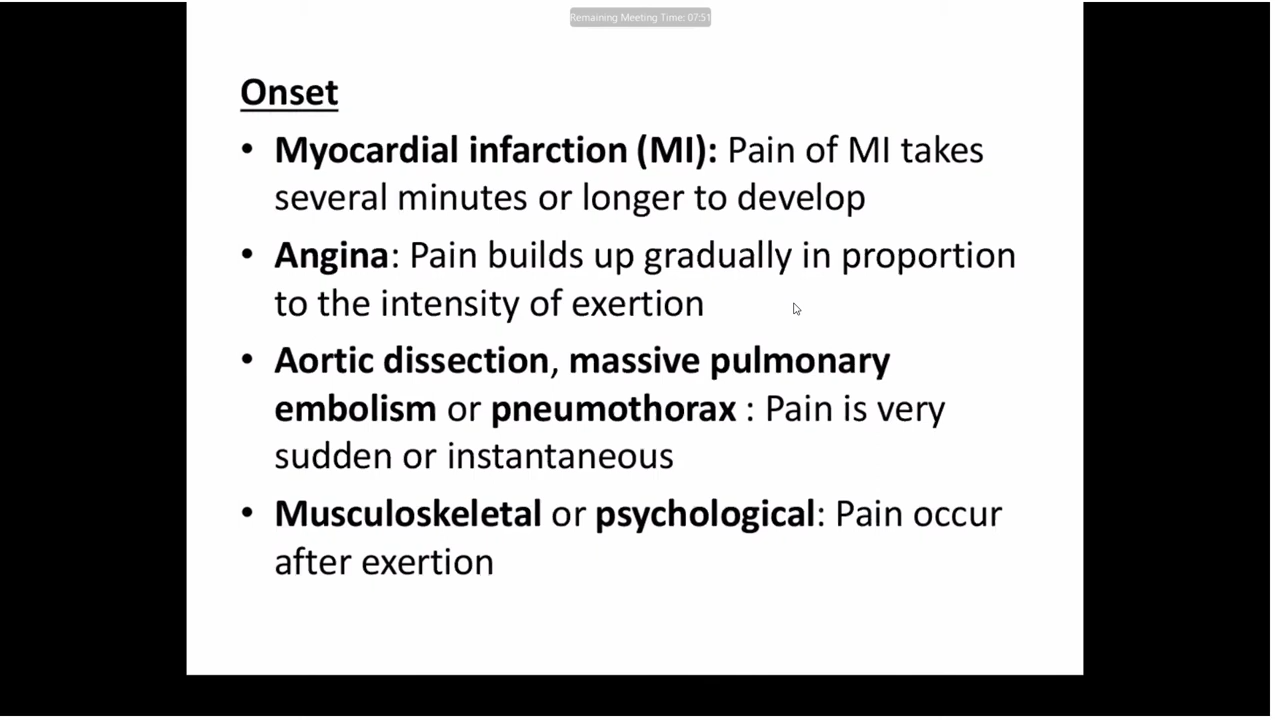 Remaining Meeting Time: 07:51
Onset
• Myocardial infarction (MI): Pain of MI takes
several minutes or longer to develop
• Angina: Pain builds up gradually in proportion
to the intensity of exertion
• Aortic dissection, massive pulmonary
embolism or pneumothorax : Pain is very
sudden or instantaneous
• Musculoskeletal or psychological: Pain occur
after exertion